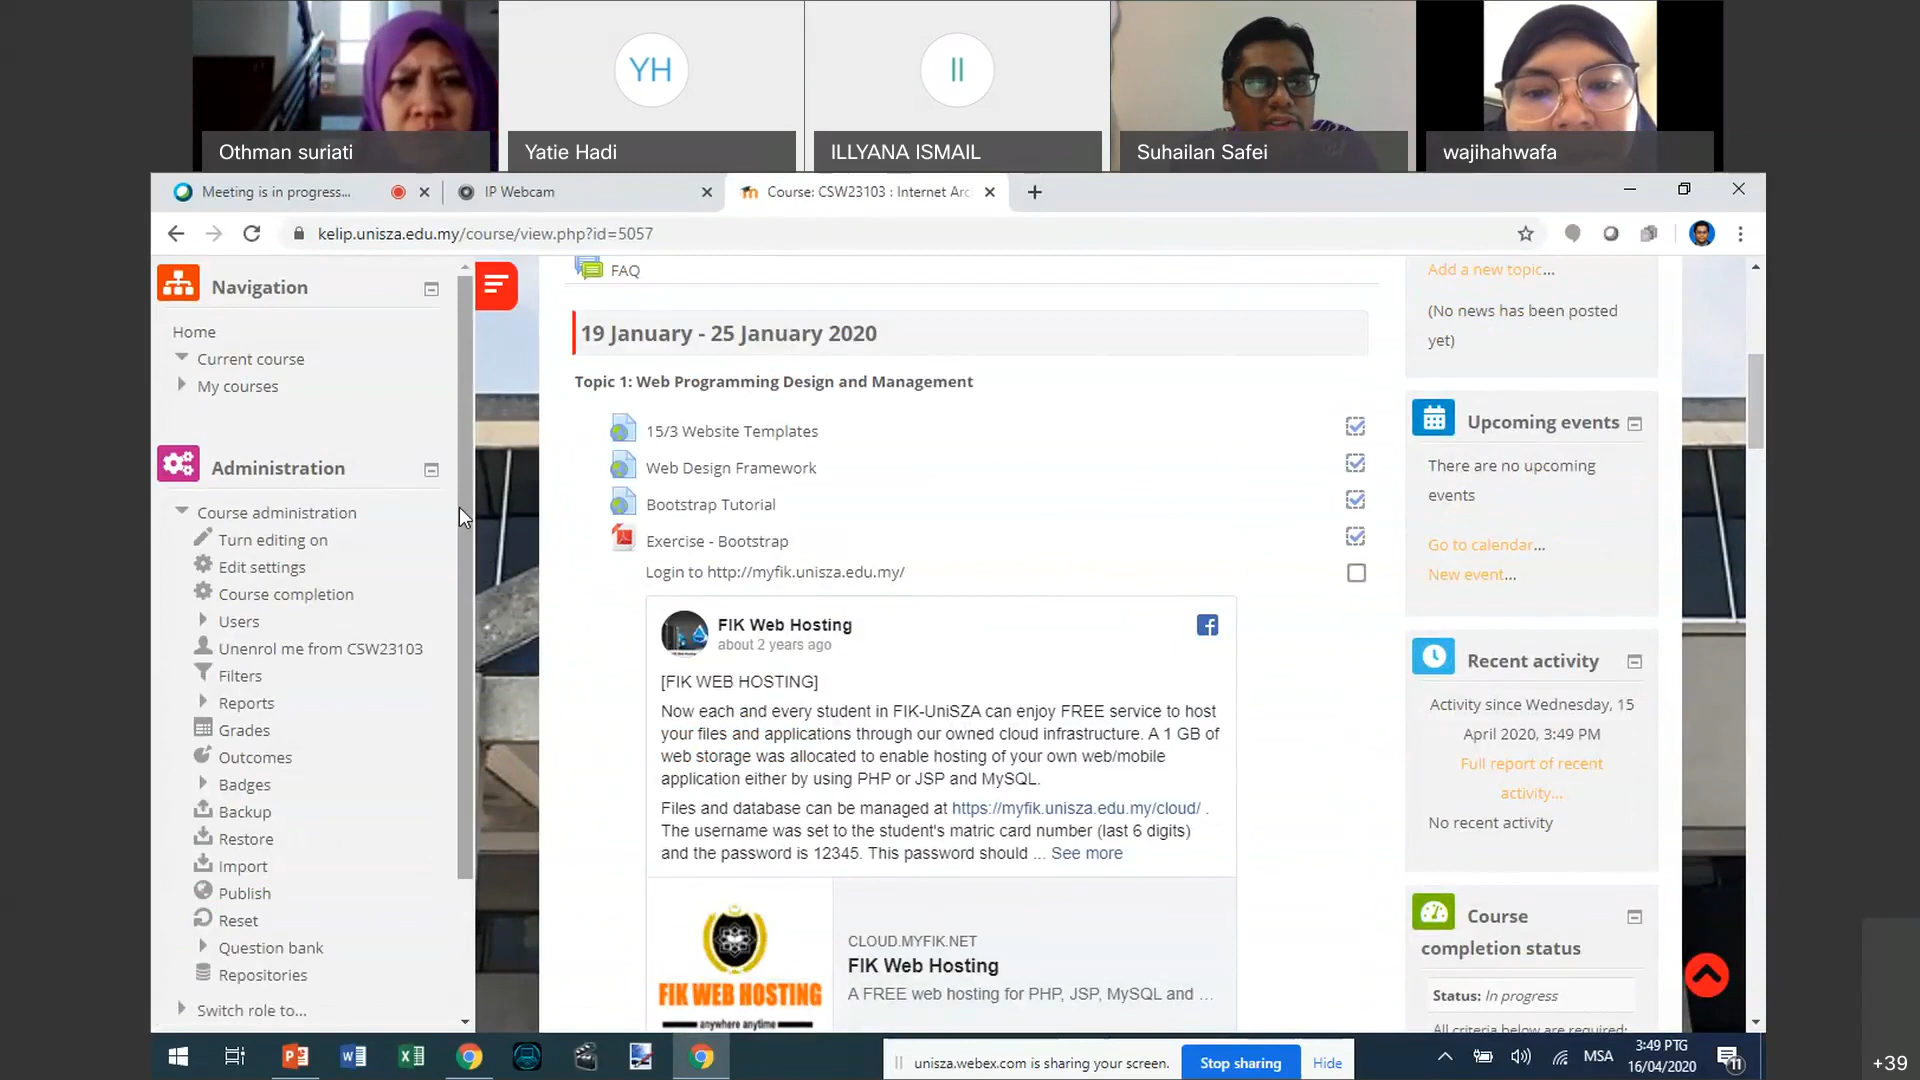 YH
II
Othman suriati
Yatie Hadi
ILLYANA ISMAIL
Suhailan Safei
wajihahwafa
Meeting is in progress...
IP Webcam
Course: CSW23103 : Internet Arc
kelip.unisza.edu.my/course/view.php?id=5057
Navigation
Home
Current course
My courses
Administration
Course administration
Turn editing on
Edit settings
Course completion
Users
Unenrol me from CSW23103
Filters
Reports
Grades
Outcomes
Badges
Backup
Restore
Import
Publish
Reset
Question bank
Repositories
Switch role to...
FAQ
19 January - 25 January 2020
Topic 1: Web Programming Design and Management
15/3 Website Templates
Web Design Framework
Bootstrap Tutorial
Exercise - Bootstrap
Login to http://myfik.unisza.edu.my/
FIK Web Hosting
about 2 years ago
[FIK WEB HOSTING]
Now each and every student in FIK-UniSZA can enjoy FREE service to host
your files and applications through our owned cloud infrastructure. A 1 GB of
web storage was allocated to enable hosting of your own web/mobile
application either by using PHP or JSP and MySQL.
Files and database can be managed at https://myfik.unisza.edu.my/cloud/ .
The username was set to the student's matric card number (last 6 digits)
and the password is 12345. This password should ... See more
FIK WEB HOSTING
anywhere anytime
CLOUD.MYFIK.NET
FIK Web Hosting
A FREE web hosting for PHP, JSP, MySQL and ...
Add a new topic...
(No news has been posted
yet)
Upcoming events
There are no upcoming
events
Go to calendar...
New event...
Recent activity
Activity since Wednesday, 15
April 2020, 3:49 PM
Full report of recent
activity...
No recent activity
Course
completion status
Status: In progress
All criteria below are required:
unisza.webex.com is sharing your screen.
Stop sharing
Hide
MSA
3:49 PTG
16/04/2020
11
+39